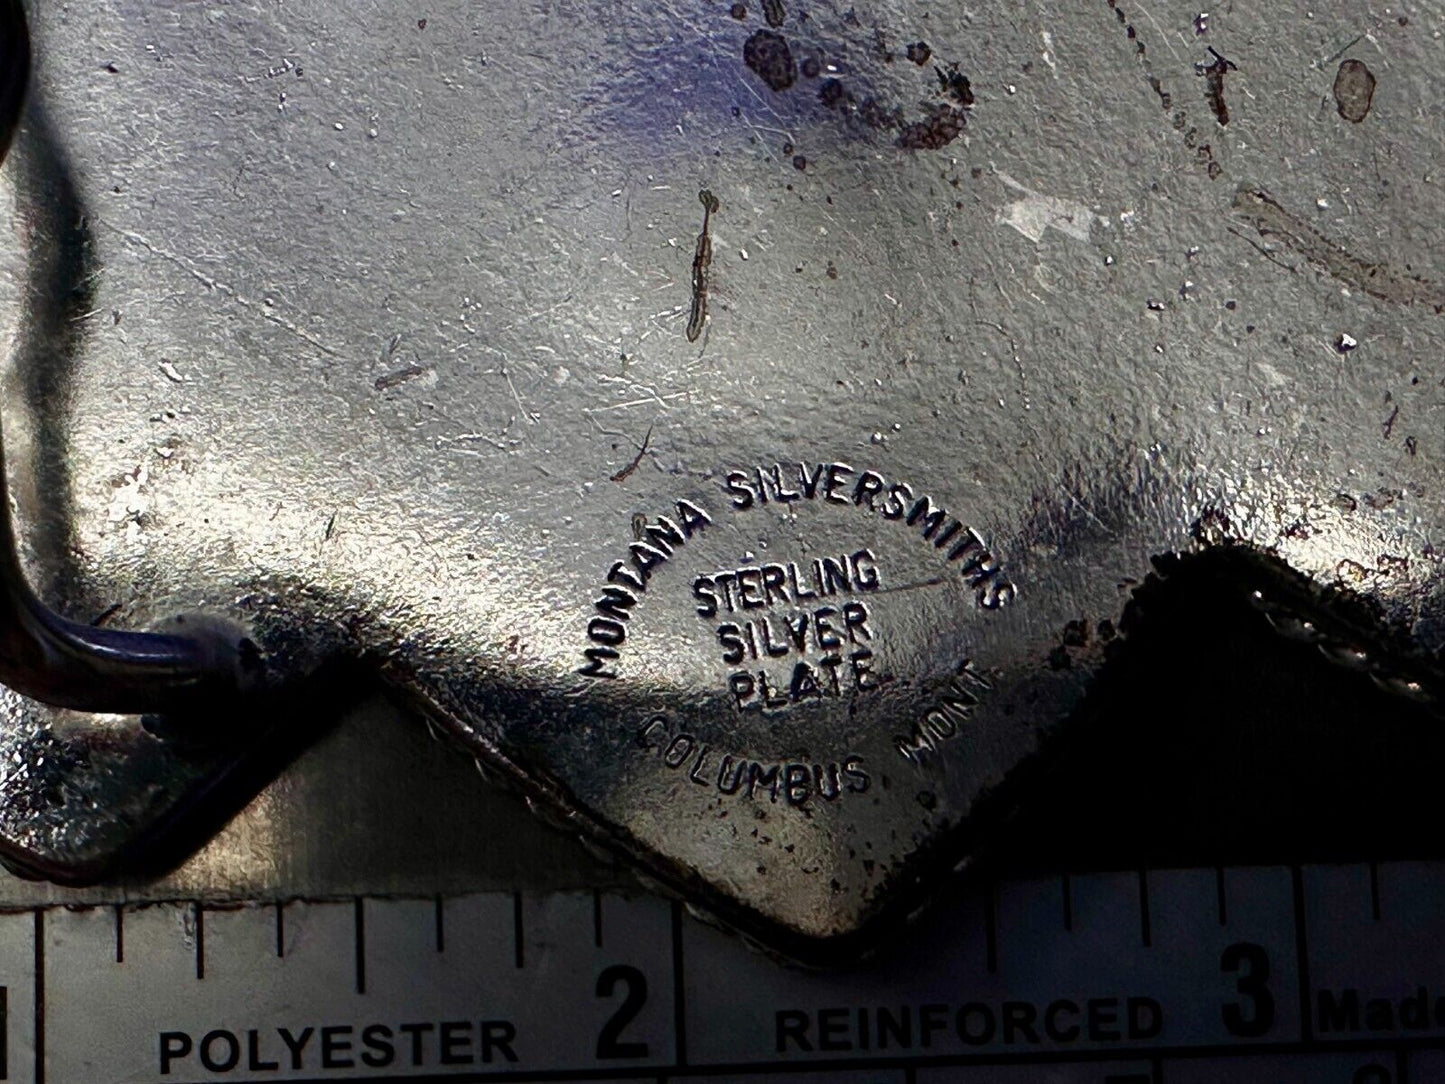 MONTANA SILVERSMITHS
STERLING
SILVER
PLATE
COLUMBUS MONT
2
3
POLYESTER
REINFORCED
Made